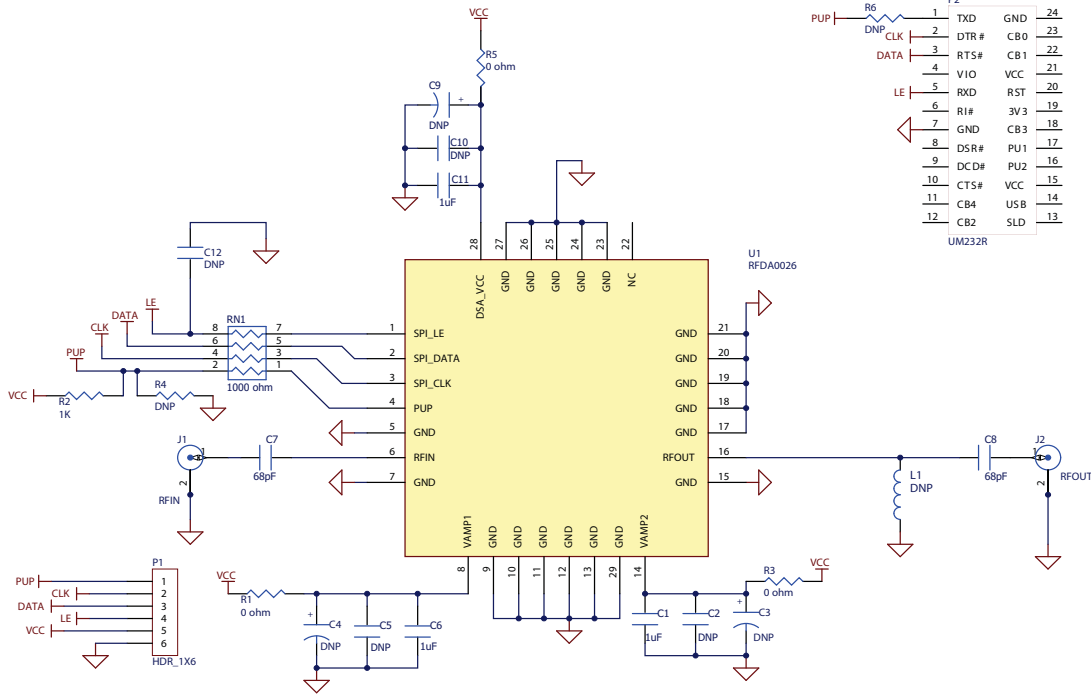 VCC
R5
0 ohm
C9
+
DNP
C10
DNP
C11
1uF
R6
DNP
PUP
CLK
DATA
LE
1 TXD GND 24
2 DTR# CB0 23
3 RTS# CB1 22
4 VIO VCC 21
5 RXD RST 20
6 RI# 3V3 19
7 GND CB3 18
8 DSR# PU1 17
9 DCD# PU2 16
10 CTS# VCC 15
11 CB4 USB 14
12 CB2 SLD 13
UM232R
C12
DNP
28 27 26 25 24 23 22
DSA_VCC GND GND GND GND GND NC
U1
RFDA0026
LE
DATA
CLK
PUP
RN1
8 7
6 5
4 3
2 1
1000 ohm
VCC
R2
1K
R4
DNP
1 SPI_LE
2 SPI_DATA
3 SPI_CLK
4 PUP
5 GND
6 RFIN
7 GND
GND 21
GND 20
GND 19
GND 18
GND 17
RFOUT 16
GND 15
J1
1
2
RFIN
C7
68pF
L1
DNP
C8
68pF
J2
1
2
RFOUT
VAMP1 GND GND GND GND GND GND VAMP2
8 9 10 11 12 13 29 14
P1
PUP 1
CLK 2
DATA 3
LE 4
VCC 5
6
HDR_1X6
VCC
R1
0 ohm
+
C4
DNP
C5
DNP
C6
1uF
C1
1uF
C2
DNP
+
C3
DNP
R3
0 ohm
VCC